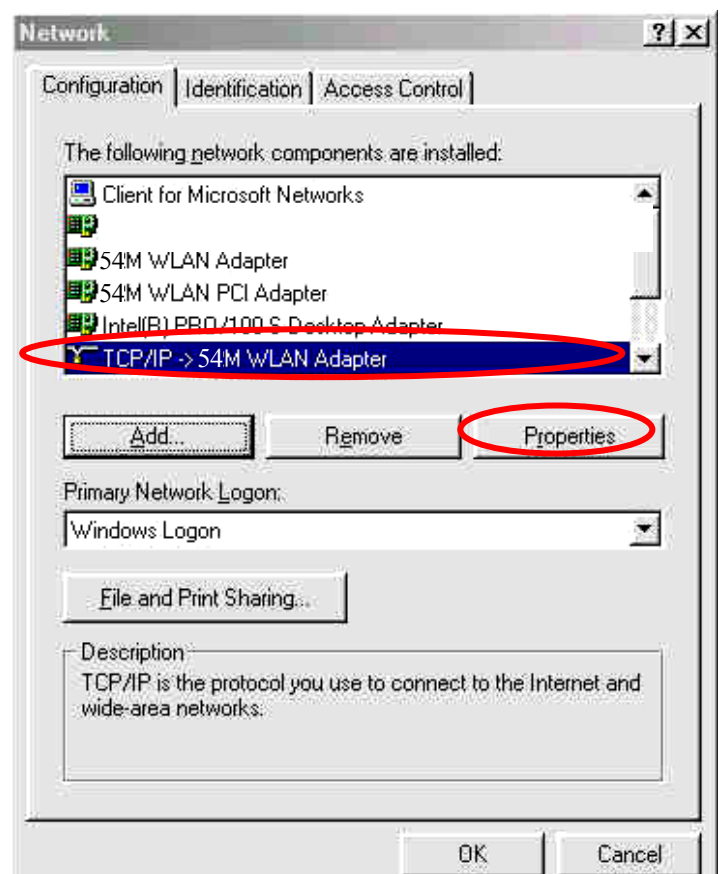 Network
Configuration Identification Access Control
The following network components are installed:
Client for Microsoft Networks
54M WLAN Adapter
54M WLAN PCI Adapter
Intel(R) PRO/100 S Desktop Adapter
TCP/IP -> 54M WLAN Adapter
Add... Remove Properties
Primary Network Logon:
Windows Logon
File and Print Sharing...
Description
TCP/IP is the protocol you use to connect to the Internet and
wide-area networks.
OK Cancel